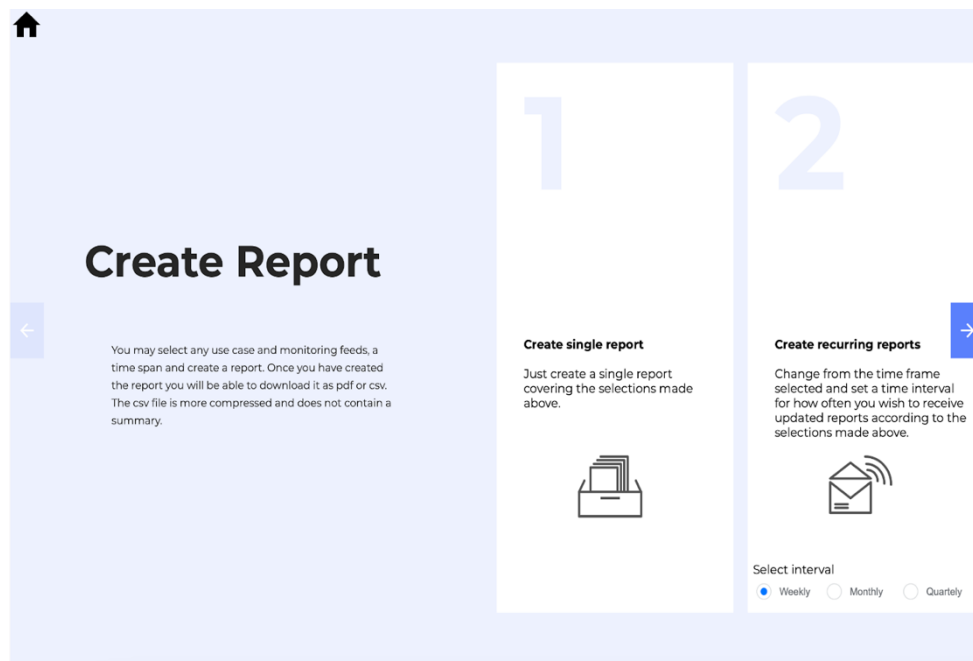 Create Report
You may select any use case and monitoring feeds, a
time span and create a report. Once you have created
the report you will be able to download it as pdf or csv.
The csv file is more compressed and does not contain a
summary.
1
Create single report
Just create a single report
covering the selections made
above.
2
Create recurring reports
Change from the time frame
selected and set a time interval
for how often you wish to receive
updated reports according to the
selections made above.
Select interval
Weekly Monthly Quartely